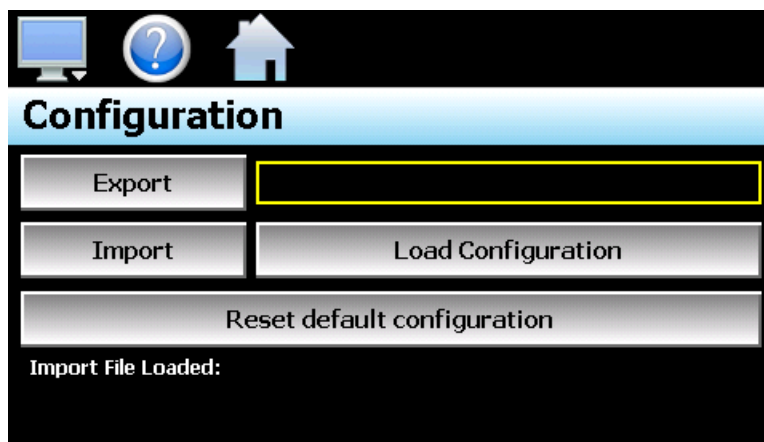 ?
Configuration
Export
Import Load Configuration
Reset default configuration
Import File Loaded: